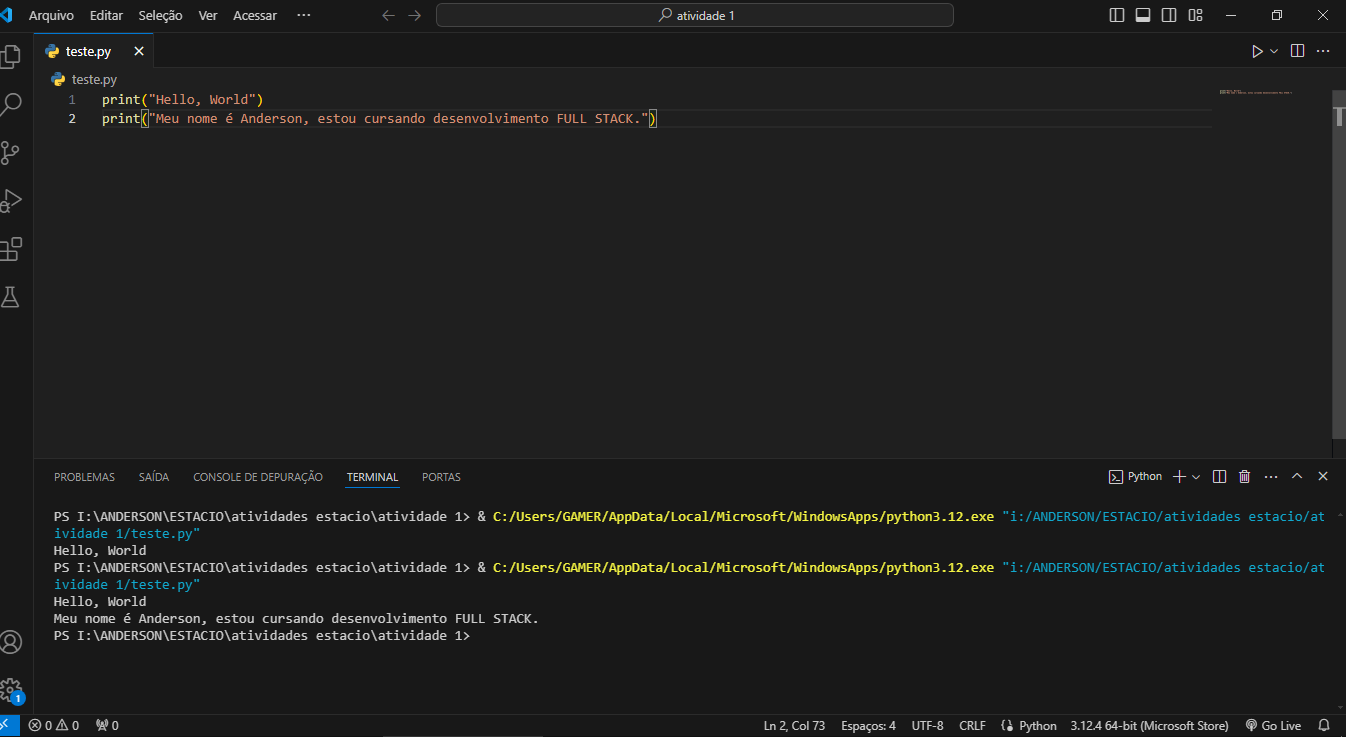 Arquivo Editar Seleção Ver Acessar ··· atividade 1
teste.py
teste.py
1 print("Hello, World")
2 print("Meu nome é Anderson, estou cursando desenvolvimento FULL STACK.")
PROBLEMAS SAÍDA CONSOLE DE DEPURAÇÃO TERMINAL PORTAS Python
PS I:\ANDERSON\ESTACIO\atividades estacio\atividade 1> & C:/Users/GAMER/AppData/Local/Microsoft/WindowsApps/python3.12.exe "i:/ANDERSON/ESTACIO/atividades estacio/at
ividade 1/teste.py"
Hello, World
PS I:\ANDERSON\ESTACIO\atividades estacio\atividade 1> & C:/Users/GAMER/AppData/Local/Microsoft/WindowsApps/python3.12.exe "i:/ANDERSON/ESTACIO/atividades estacio/at
ividade 1/teste.py"
Hello, World
Meu nome é Anderson, estou cursando desenvolvimento FULL STACK.
PS I:\ANDERSON\ESTACIO\atividades estacio\atividade 1>
1
0 0 0 Ln 2, Col 73 Espaços: 4 UTF-8 CRLF Python 3.12.4 64-bit (Microsoft Store) Go Live